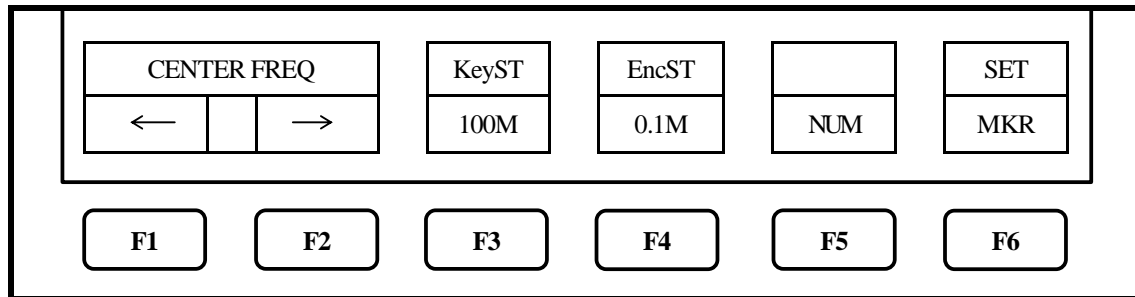 CENTER FREQ KeyST EncST SET
← → 100M 0.1M NUM MKR
F1 F2 F3 F4 F5 F6